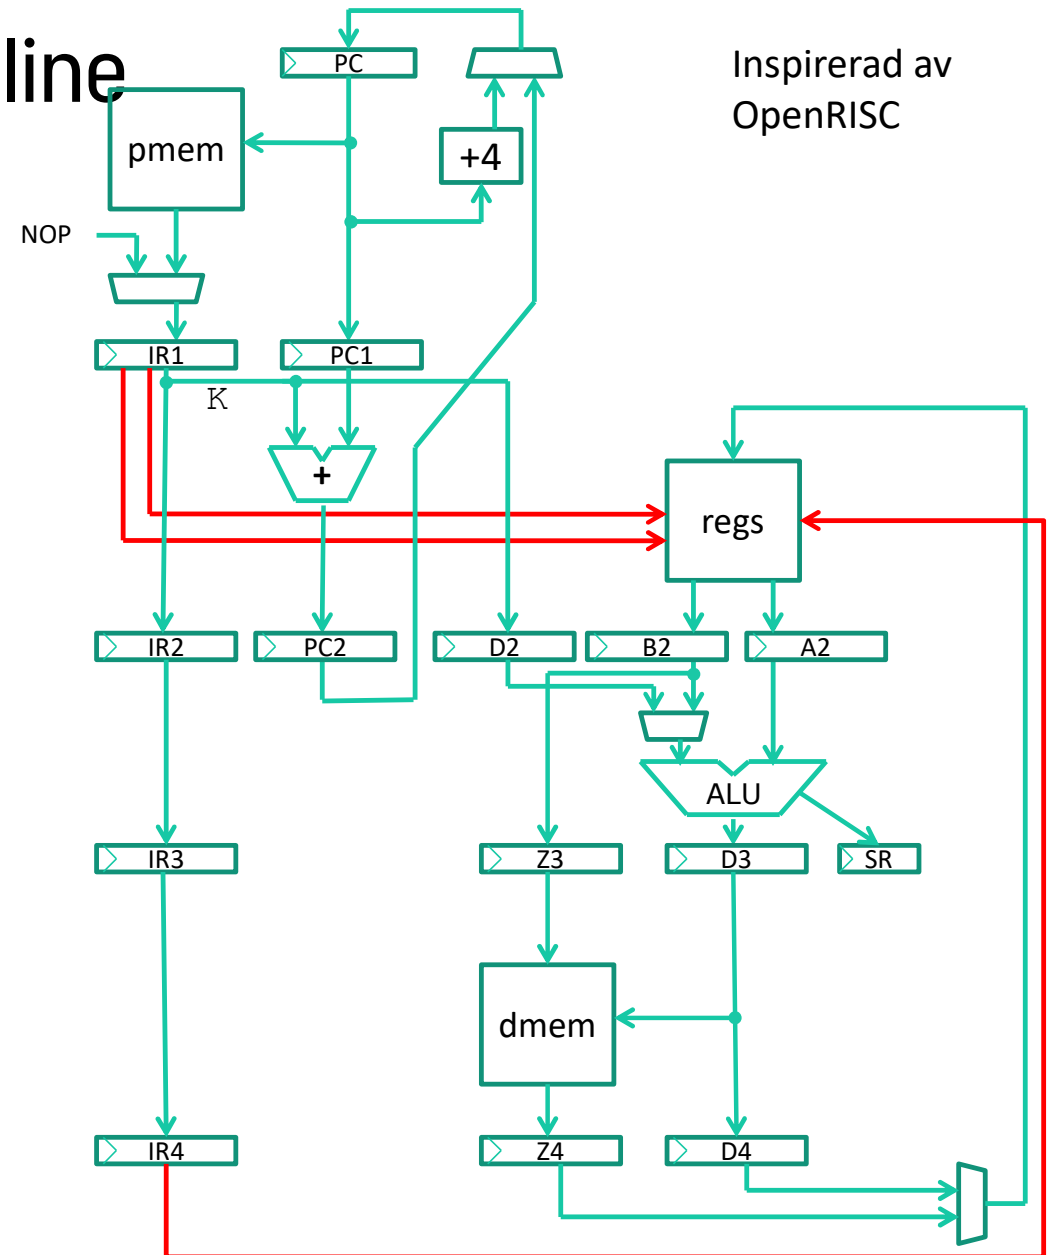 line
Inspirerad av
OpenRISC
PC
pmem
+4
NOP
IR1
PC1
K
+
regs
IR2
PC2
D2
B2
A2
ALU
IR3
Z3
D3
SR
dmem
IR4
Z4
D4